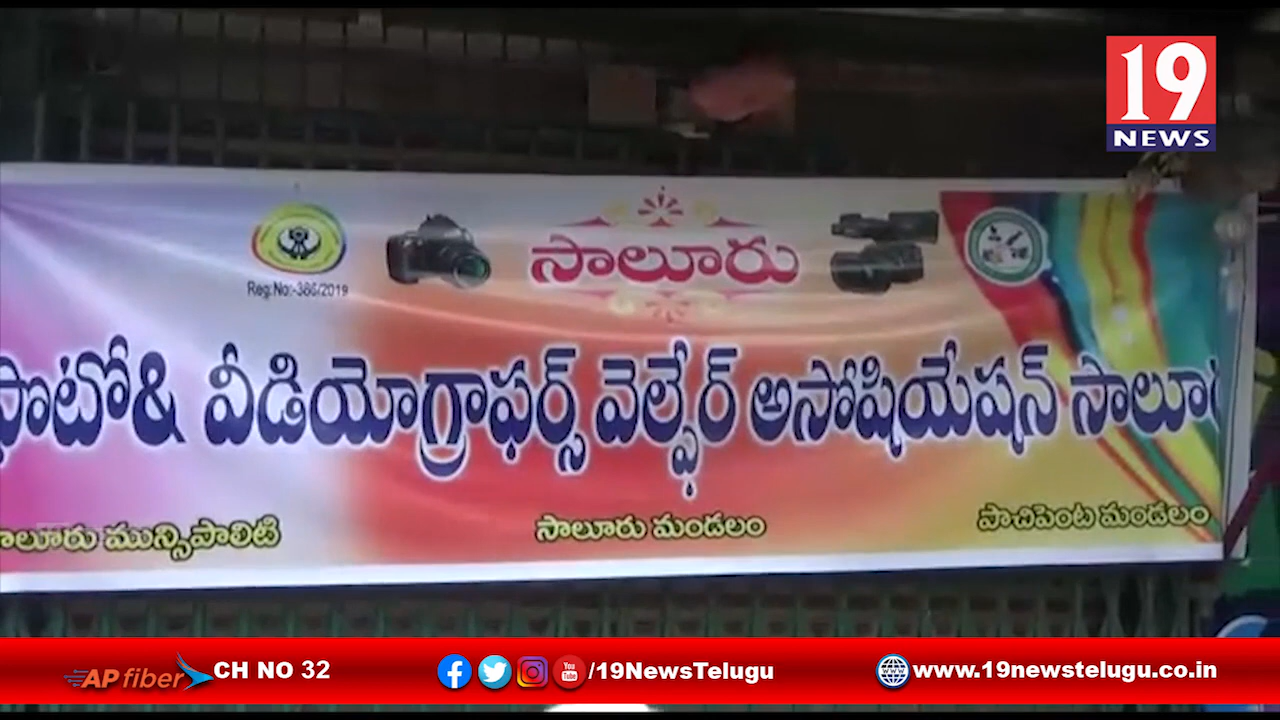 19
NEWS
Reg.No:-386/2019
సాలూరు
ఫొటో& వీడియోగ్రాఫర్స్ వెల్ఫేర్ అసోషియేషన్ సాలూరు
సాలూరు మున్సిపాలిటి
సాలూరు మండలం
పాచిపెంట మండలం
AP fiber CH NO 32
/19NewsTelugu
www.19newstelugu.co.in